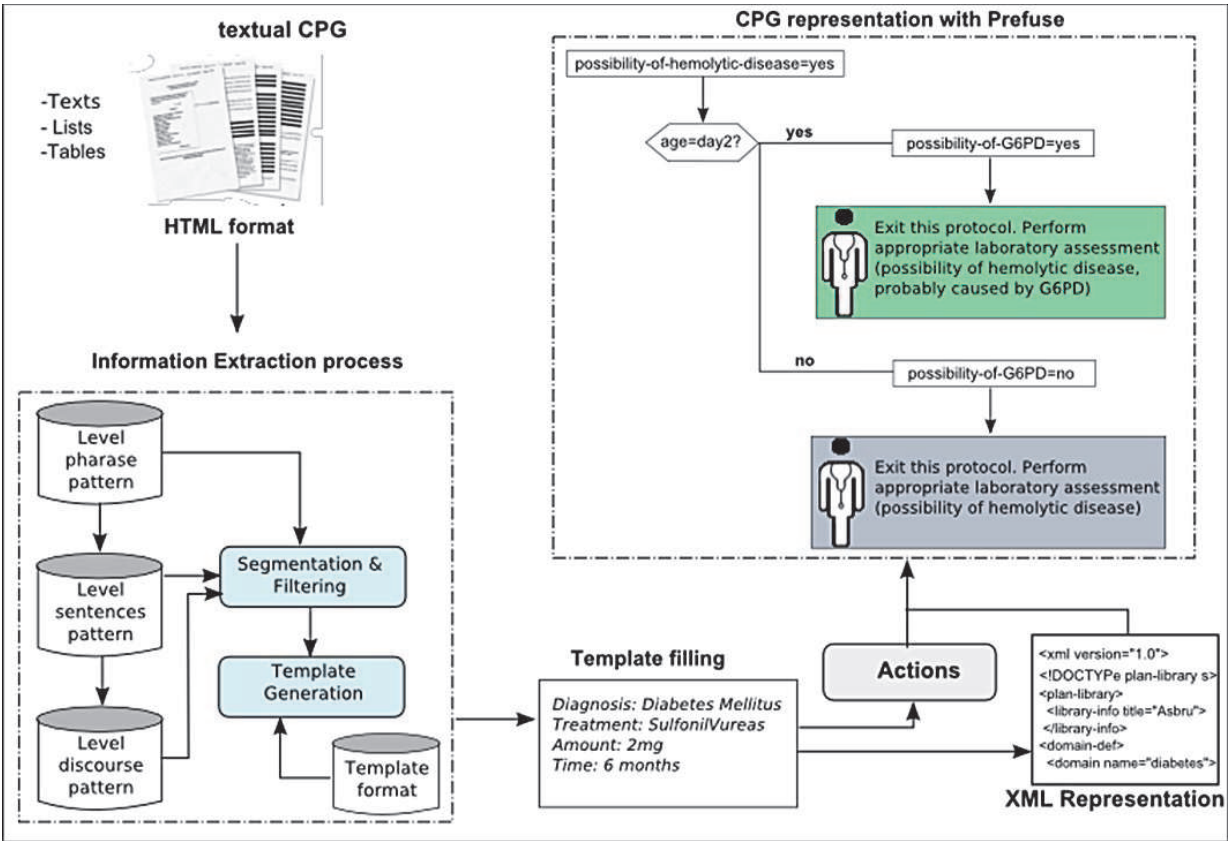 textual CPG
-Texts
- Lists
-Tables
HTML format
Information Extraction process
Level
pharase
pattern
Level
sentences
pattern
Level
discourse
pattern
Segmentation &
Filtering
Template
Generation
Template
format
Template filling
Diagnosis: Diabetes Mellitus
Treatment: SulfonilVureas
Amount: 2mg
Time: 6 months
Actions
<xml version="1.0">
<!DOCTYPe plan-library s>
<plan-library>
<library-info title="Asbru">
</library-info>
<domain-def>
<domain name="diabetes">
XML Representation
CPG representation with Prefuse
possibility-of-hemolytic-disease=yes
age=day2?
yes
possibility-of-G6PD=yes
Exit this protocol. Perform
appropriate laboratory assessment
(possibility of hemolytic disease,
probably caused by G6PD)
no
possibility-of-G6PD=no
Exit this protocol. Perform
appropriate laboratory assessment
(possibility of hemolytic disease)